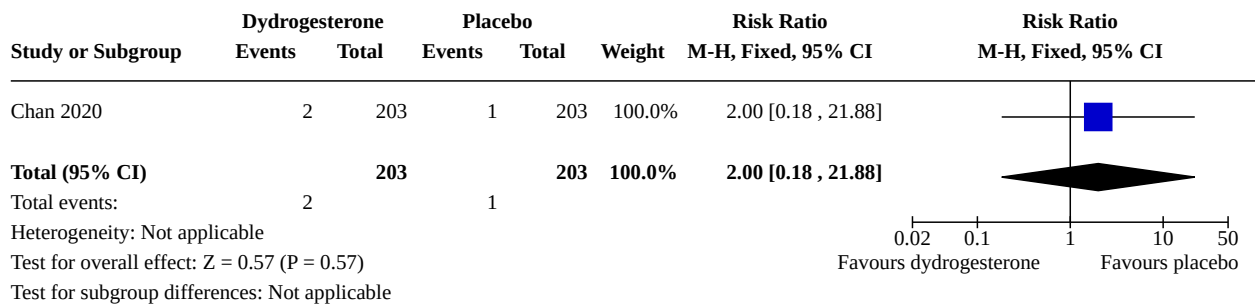 Dydrogesterone Placebo Risk Ratio Risk Ratio
Study or Subgroup Events Total Events Total Weight M-H, Fixed, 95% CI M-H, Fixed, 95% CI
Chan 2020 2 203 1 203 100.0% 2.00 [0.18 , 21.88]
Total (95% CI) 203 203 100.0% 2.00 [0.18 , 21.88]
Total events: 2 1
Heterogeneity: Not applicable 0.02 0.1 1 10 50
Test for overall effect: Z = 0.57 (P = 0.57) Favours dydrogesterone Favours placebo
Test for subgroup differences: Not applicable